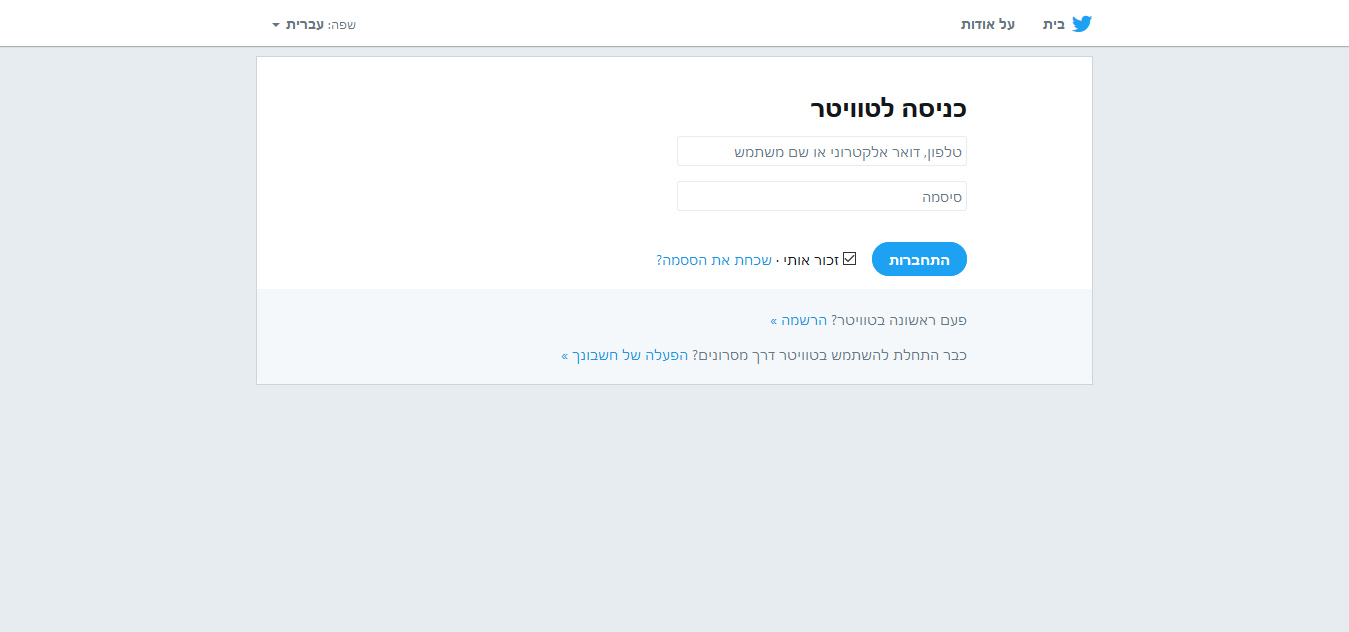 בית
על אודות
שפה: עברית
כניסה לטוויטר
טלפון, דואר אלקטרוני או שם משתמש
סיסמה
התחברות
זכור אותי · שכחת את הססמה?
פעם ראשונה בטוויטר? הרשמה »
כבר התחלת להשתמש בטוויטר דרך מסרונים? הפעלה של חשבונך »